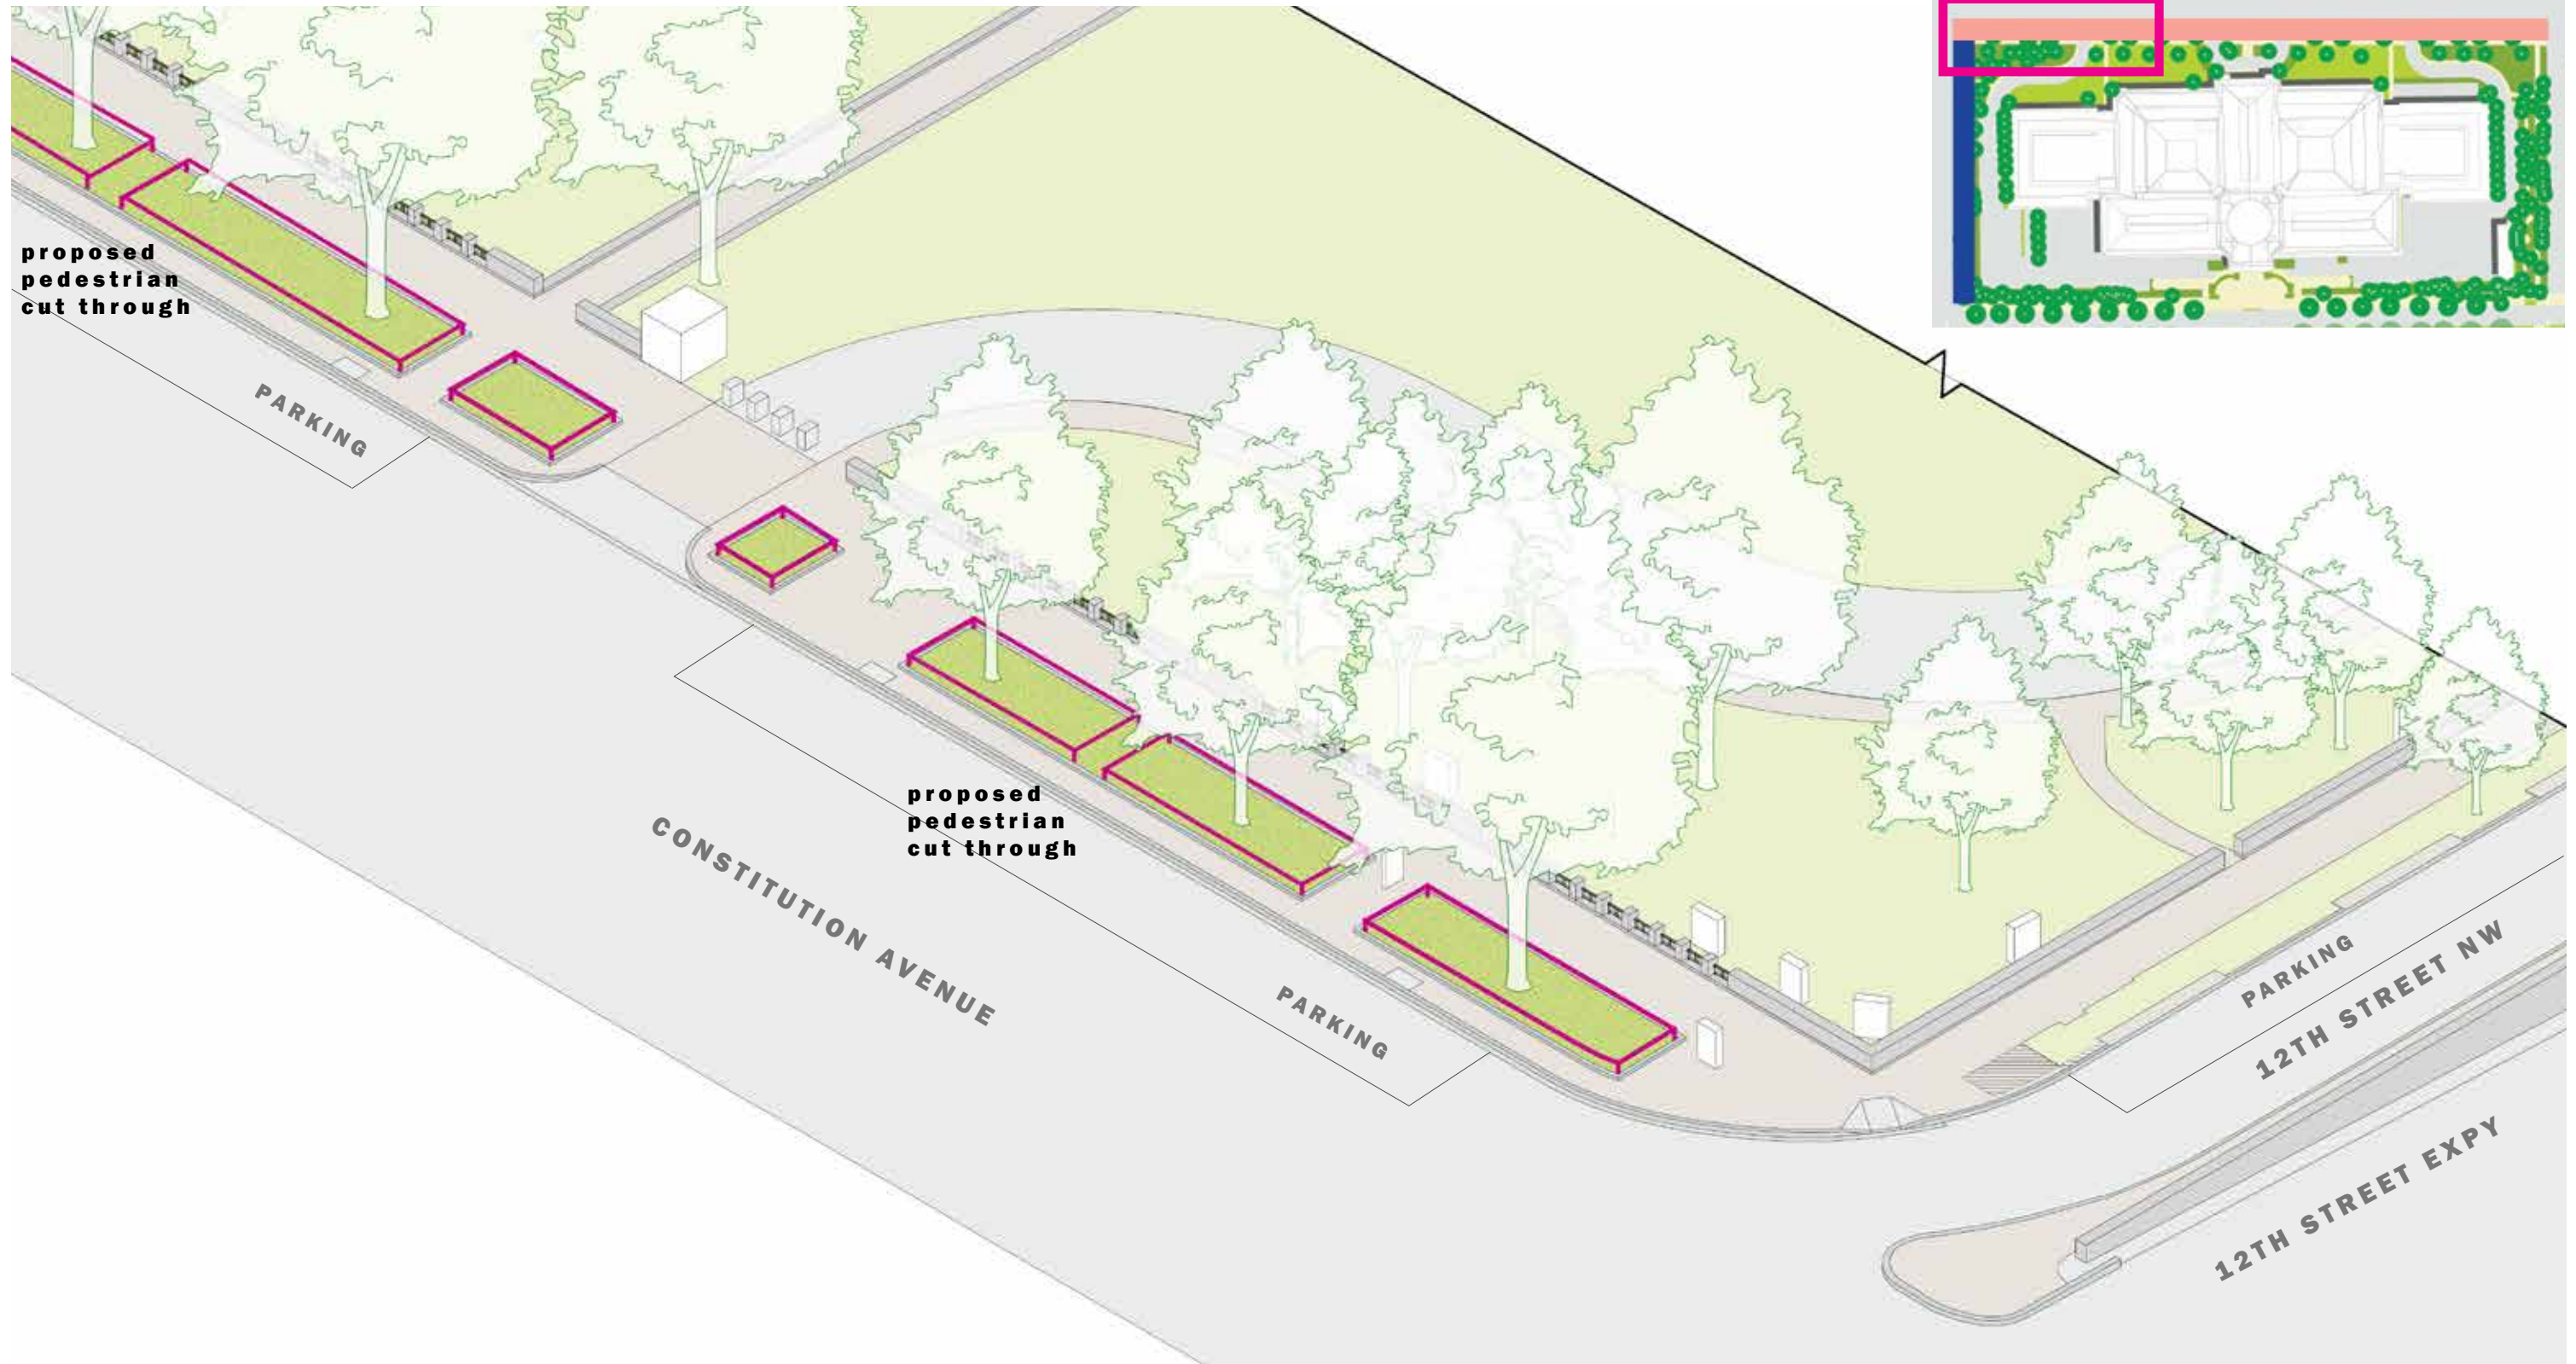 proposed
pedestrian
cut through
PARKING
proposed
pedestrian
cut through
CONSTITUTION AVENUE
PARKING
PARKING
12TH STREET NW
12TH STREET EXPY